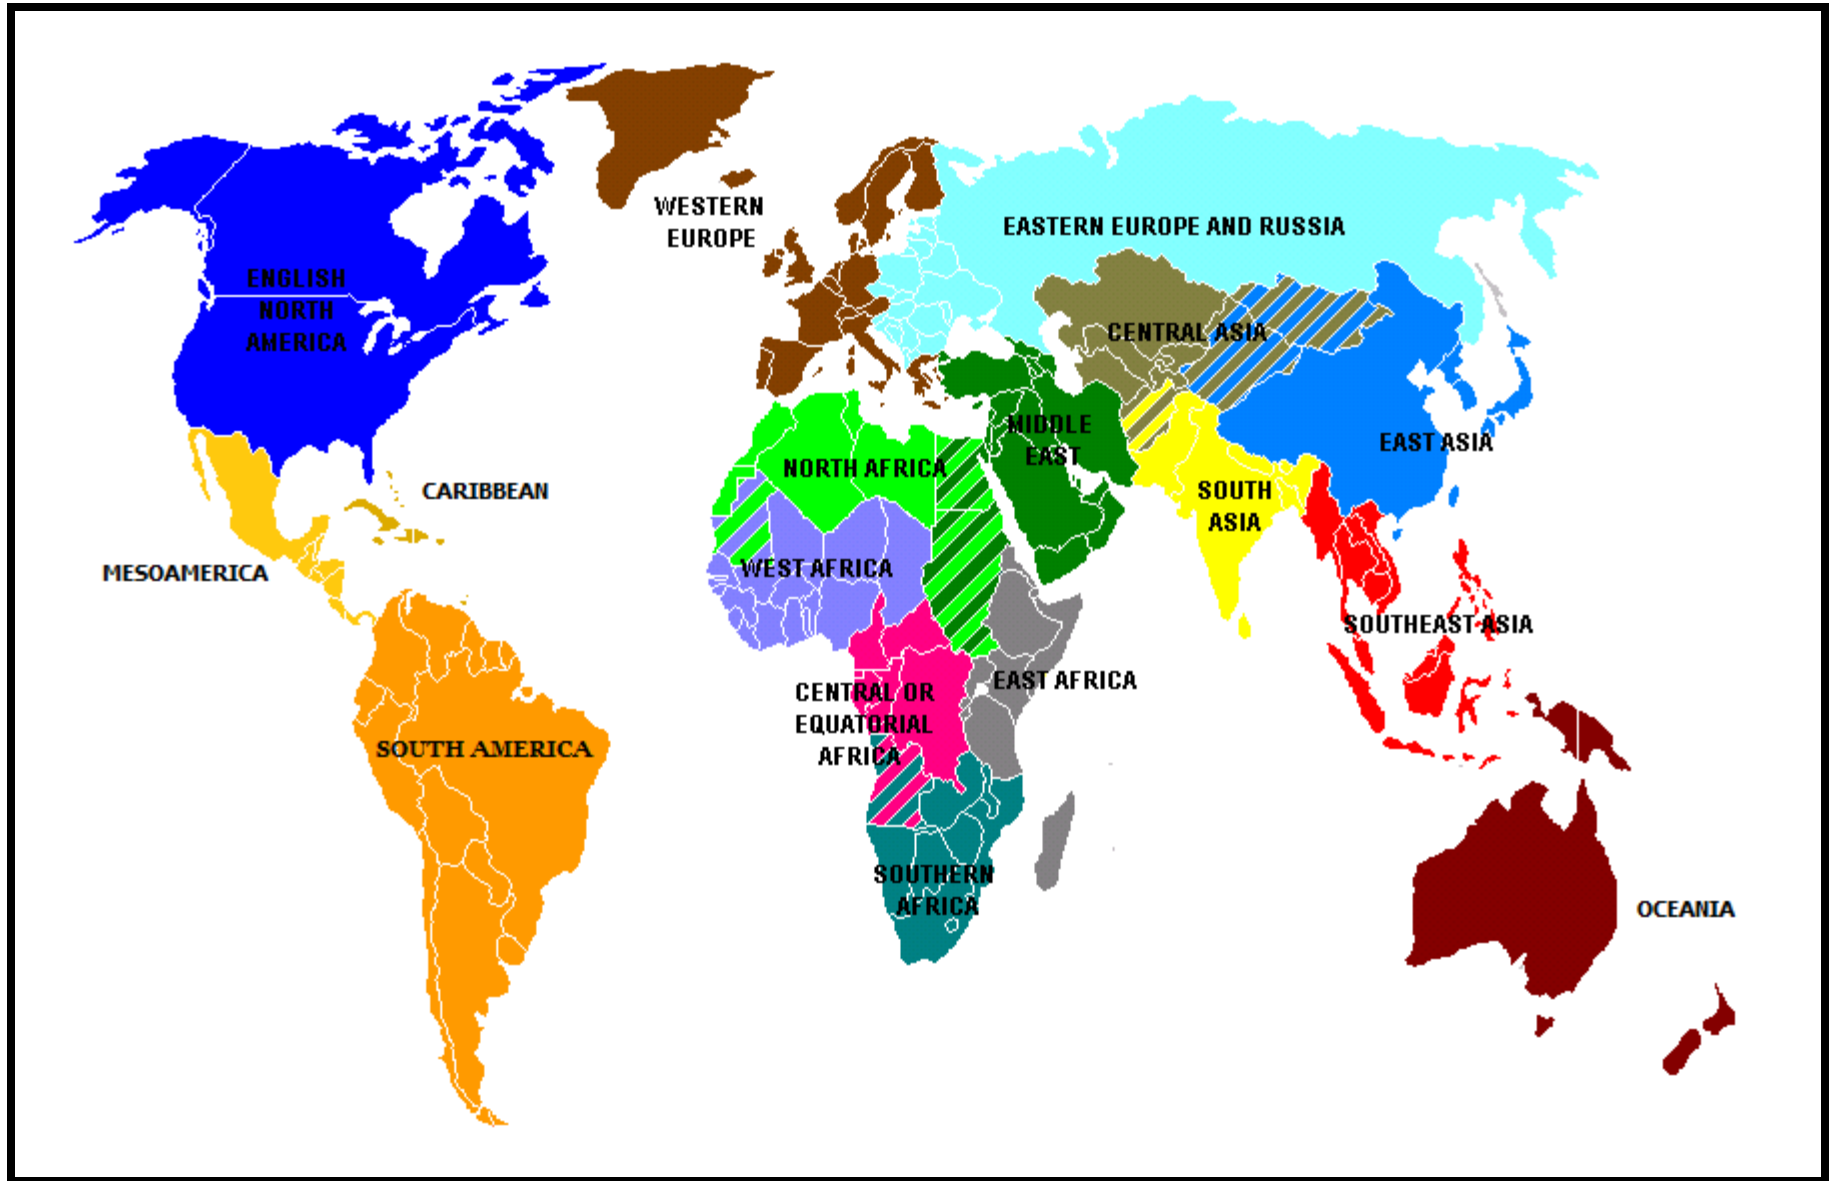 WESTERN
EUROPE
EASTERN EUROPE AND RUSSIA
ENGLISH
NORTH
AMERICA
CENTRAL ASIA
MIDDLE
EAST
EAST ASIA
NORTH AFRICA
CARIBBEAN
SOUTH
ASIA
MESOAMERICA
WEST AFRICA
SOUTHEAST ASIA
EAST AFRICA
CENTRAL OR
EQUATORIAL
AFRICA
SOUTH AMERICA
SOUTHERN
AFRICA
OCEANIA